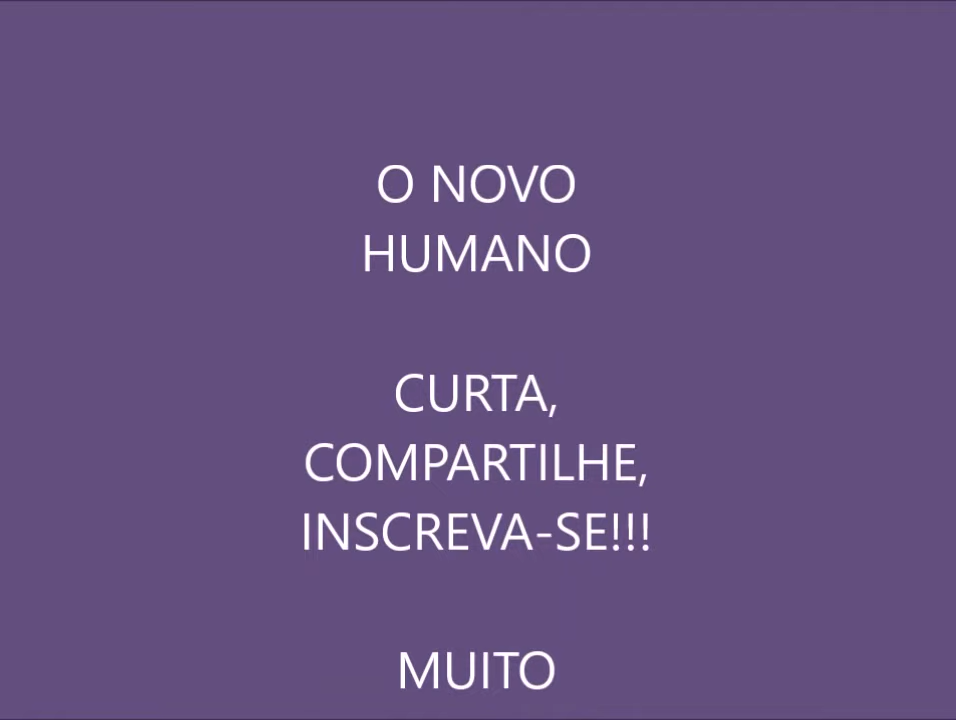 O NOVO
HUMANO
CURTA,
COMPARTILHE,
INSCREVA-SE!!!
MUITO